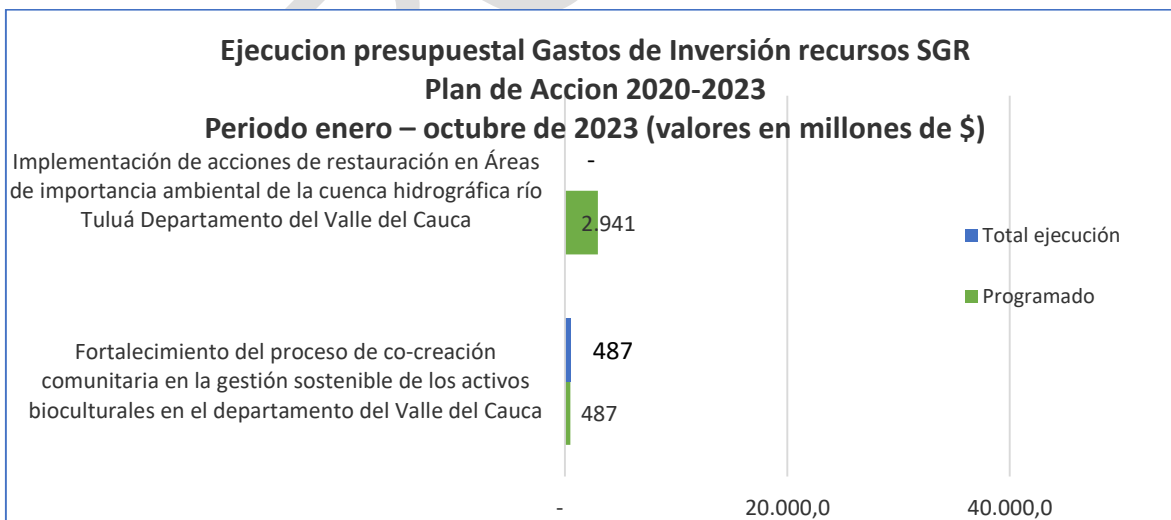 Ejecucion presupuestal Gastos de Inversión recursos SGR
Plan de Accion 2020-2023
Periodo enero – octubre de 2023 (valores en millones de $)
Implementación de acciones de restauración en Áreas
de importancia ambiental de la cuenca hidrográfica río
Tuluá Departamento del Valle del Cauca
-
2.941
Total ejecución
Programado
Fortalecimiento del proceso de co-creación
comunitaria en la gestión sostenible de los activos
bioculturales en el departamento del Valle del Cauca
487
487
-
20.000,0
40.000,0